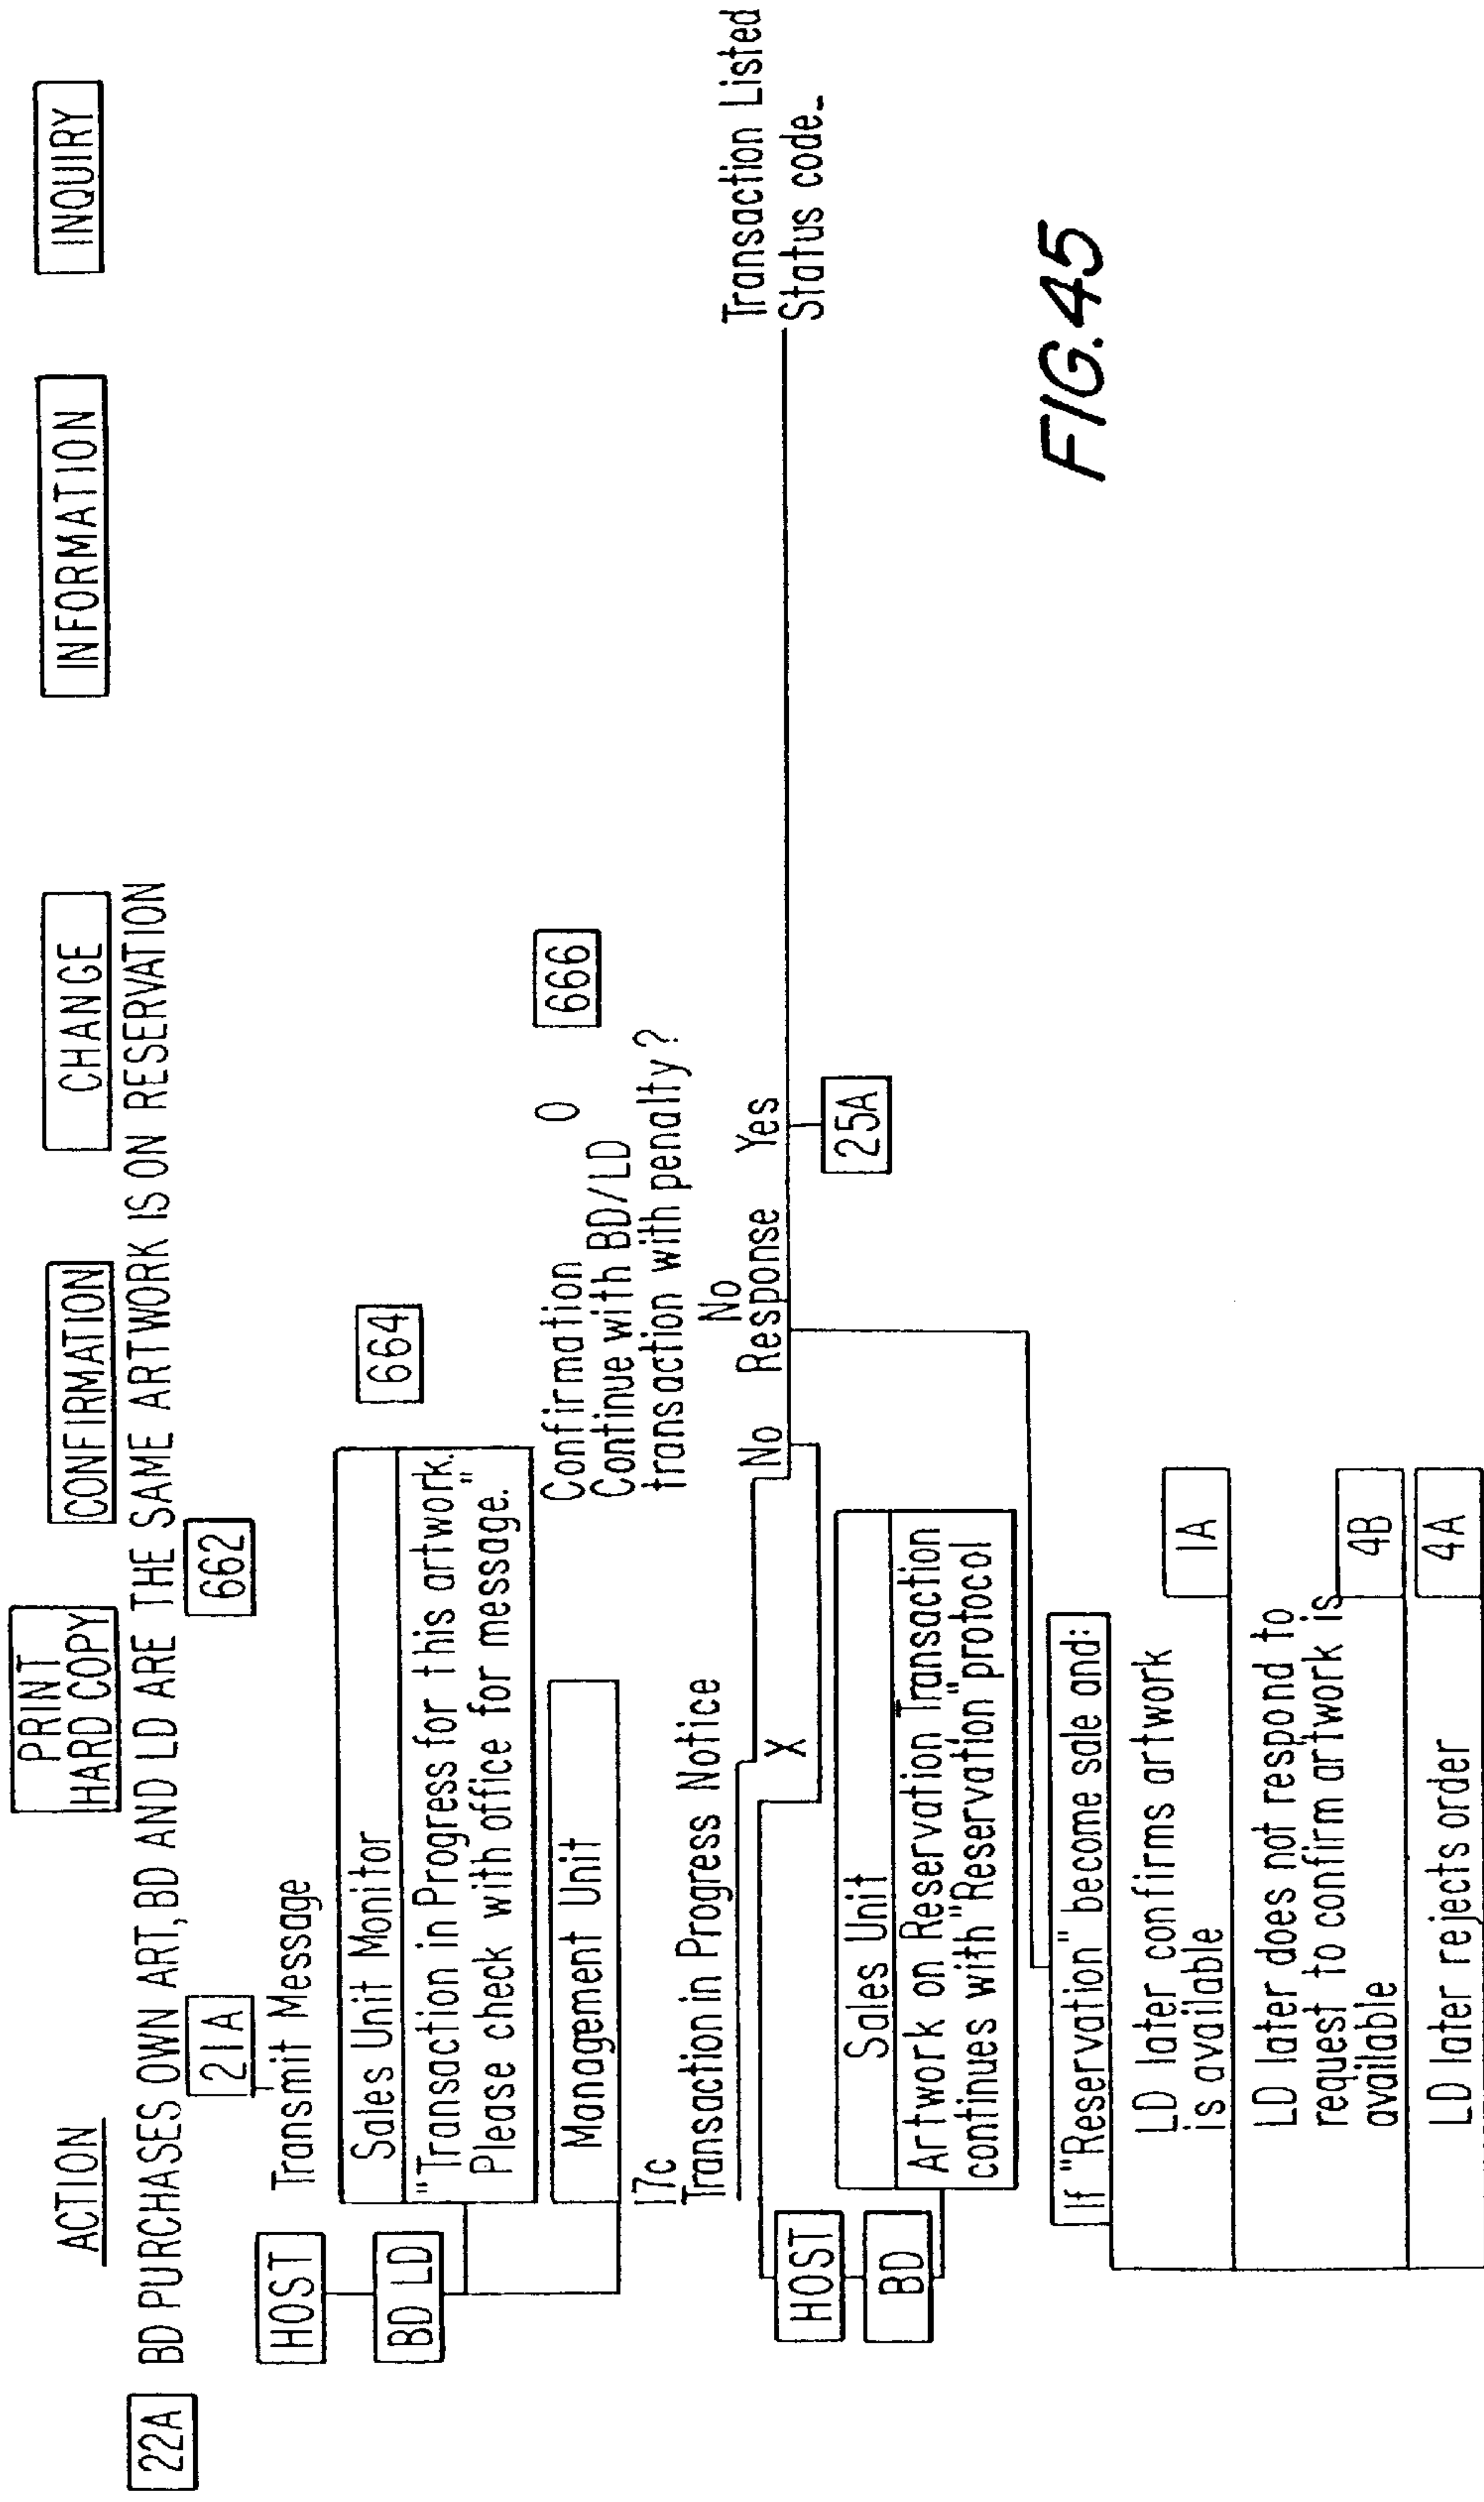 ACTION
PRINT
HARD COPY
CONFIRMATION
CHANGE
INFORMATION
INQUIRY
22A
BD PURCHASES OWN ART, BD AND LD ARE THE SAME ARTWORK IS ON RESERVATION
21A
662
HOST
Transmit Message
BD LD
Sales Unit Monitor
664
"Transaction in Progress for this artwork."
Please check with office for message.
Management Unit
Confirmation O
666
Continue with BD/LD
transaction with penalty?
17c
Transaction in Progress Notice
X
No
No
Response
Yes
Transaction Listed
Status code_
25A
HOST
BD
Sales Unit
Artwork on Reservation Transaction
continues with "Reservation" protocol
If "Reservation" become sale and:
LD later confirms artwork
is available
1A
LD later does not respond to
request to confirm artwork is
available
4B
LD later rejects order
4A
FIG. 45